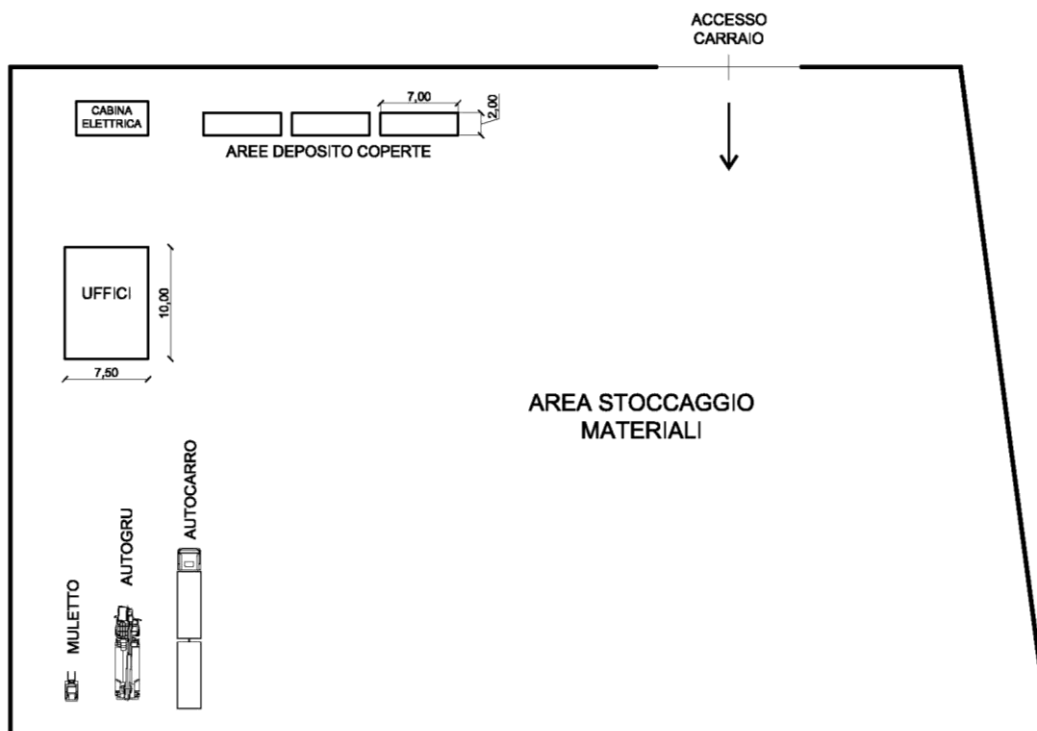 ACCESSO
CARRAIO
CABINA
ELETTRICA
7,00
2,00
AREE DEPOSITO COPERTE
UFFICI
10,00
7,50
AREA STOCCAGGIO
MATERIALI
MULETTO
AUTOGRU
AUTOCARRO